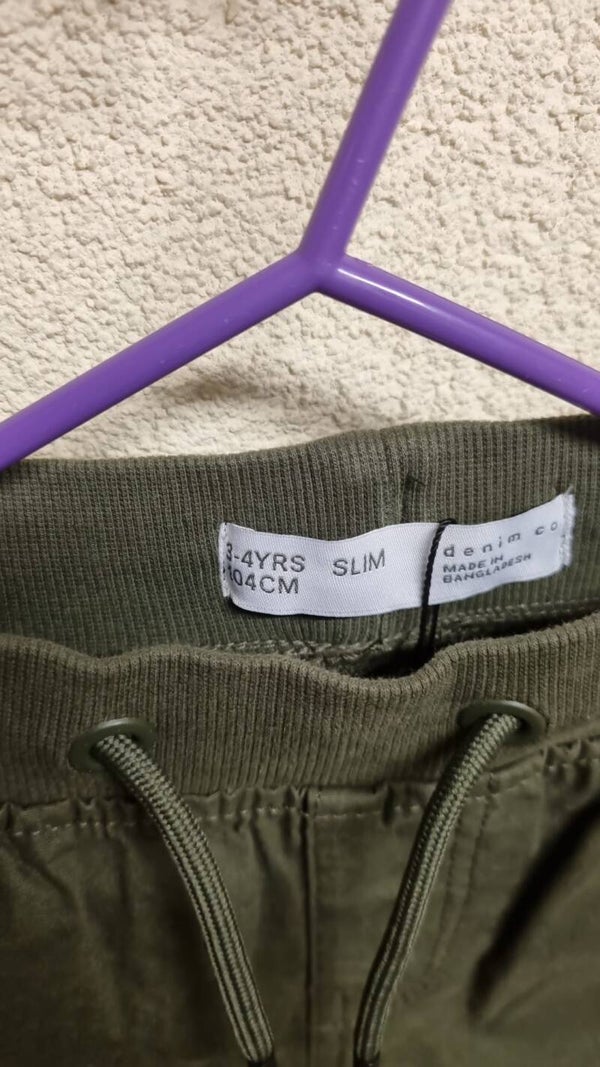 3-4YRS SLIM
104CM
denim co
MADE IN
BANGLADESH